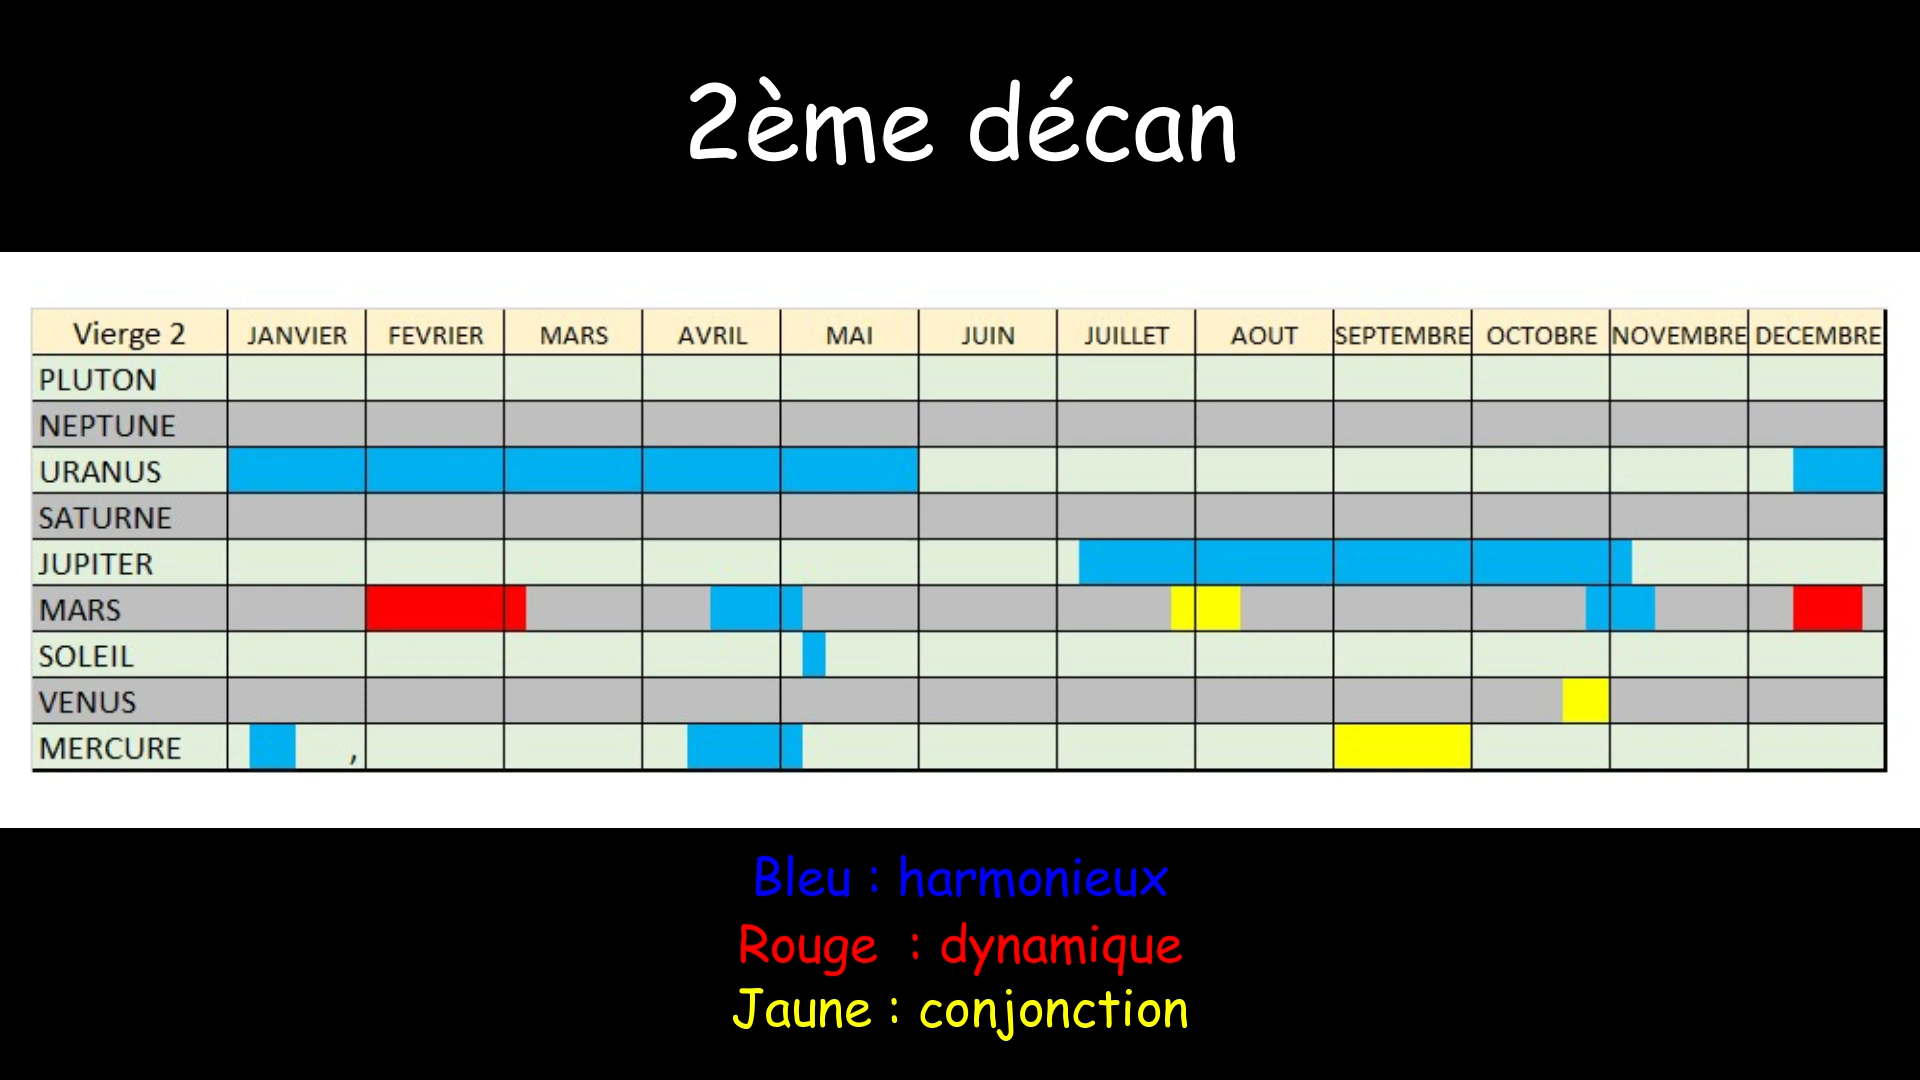 2ème décan
Vierge 2 JANVIER FEVRIER MARS AVRIL MAI JUIN JUILLET AOUT SEPTEMBRE OCTOBRE NOVEMBRE DECEMBRE
PLUTON
NEPTUNE
URANUS
SATURNE
JUPITER
MARS
SOLEIL
VENUS
MERCURE ,
Bleu : harmonieux
Rouge : dynamique
Jaune : conjonction